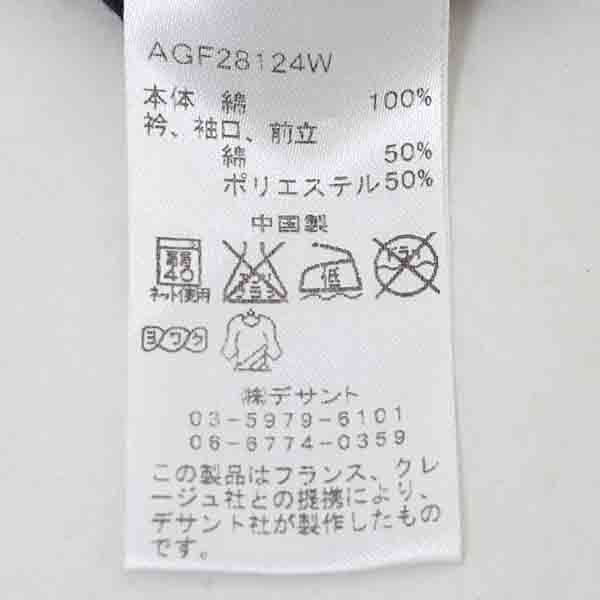 AGF28124W
本体 綿 100%
衿、袖口、前立
綿 50%
ポリエステル50%
中国製
40
ネット使用
低
ドライ
ヨワク
㈱デサント
03-5979-6101
06-6774-0359
この製品はフランス、クレ
ージュ社との提携により、
デサント社が製作したもの
です。